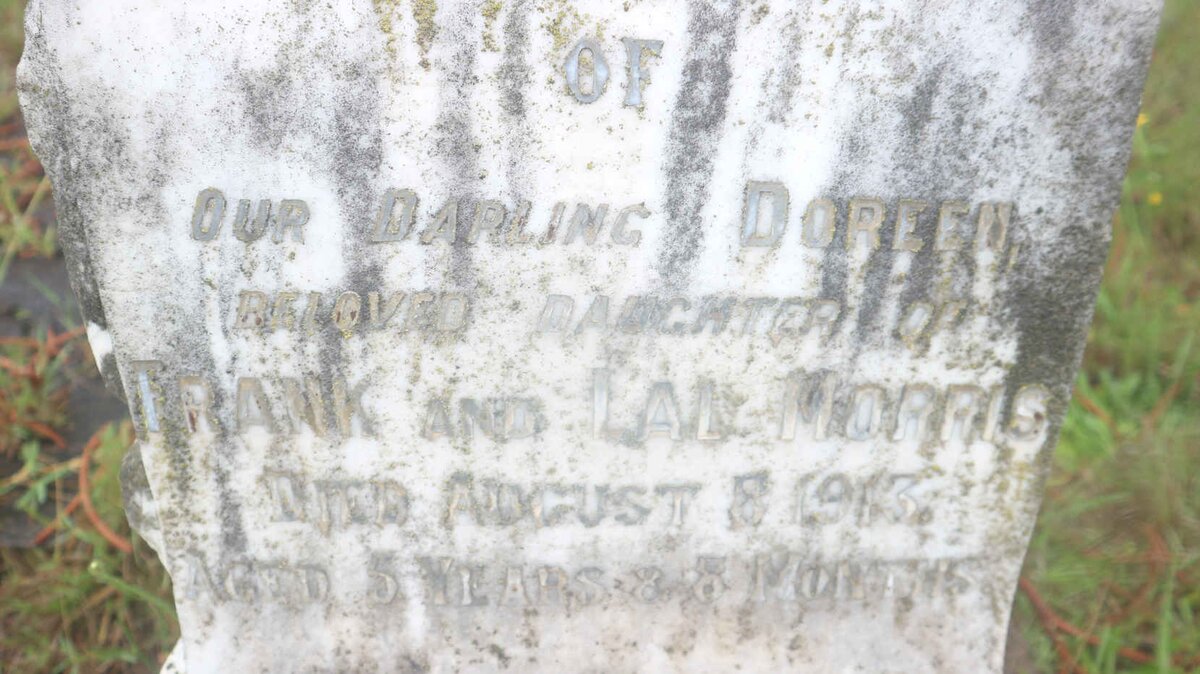 OF
OUR DARLING DOREEN,
BELOVED DAUGHTER OF
FRANK AND LAL MORRIS
DIED AUGUST 8 1913.
AGED 5 YEARS & 8 MONTHS